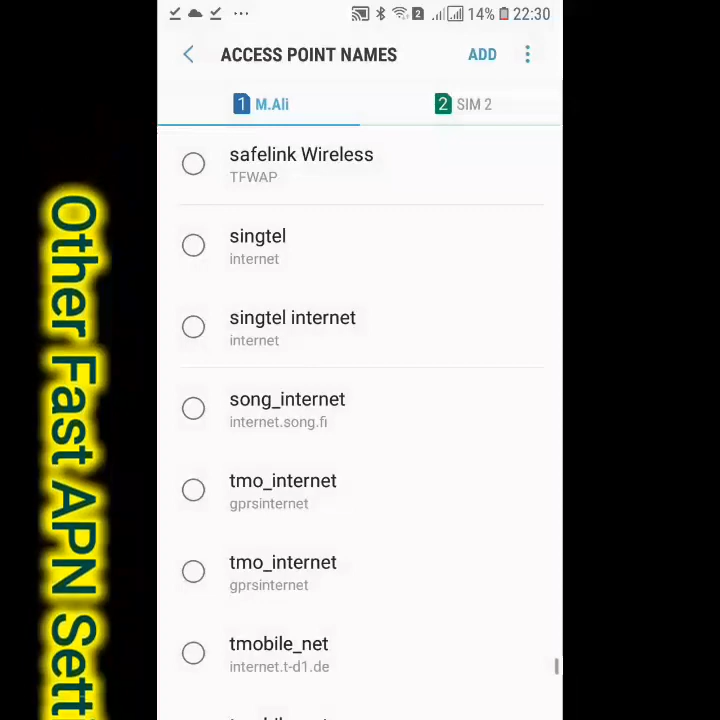 2 14% 22:30
ACCESS POINT NAMES ADD
1 M.Ali 2 SIM 2
safelink Wireless
TFWAP
singtel
internet
singtel internet
internet
song_internet
internet.song.fi
tmo_internet
gprsinternet
tmo_internet
gprsinternet
tmobile_net
internet.t-d1.de
Other Fast APN Setti